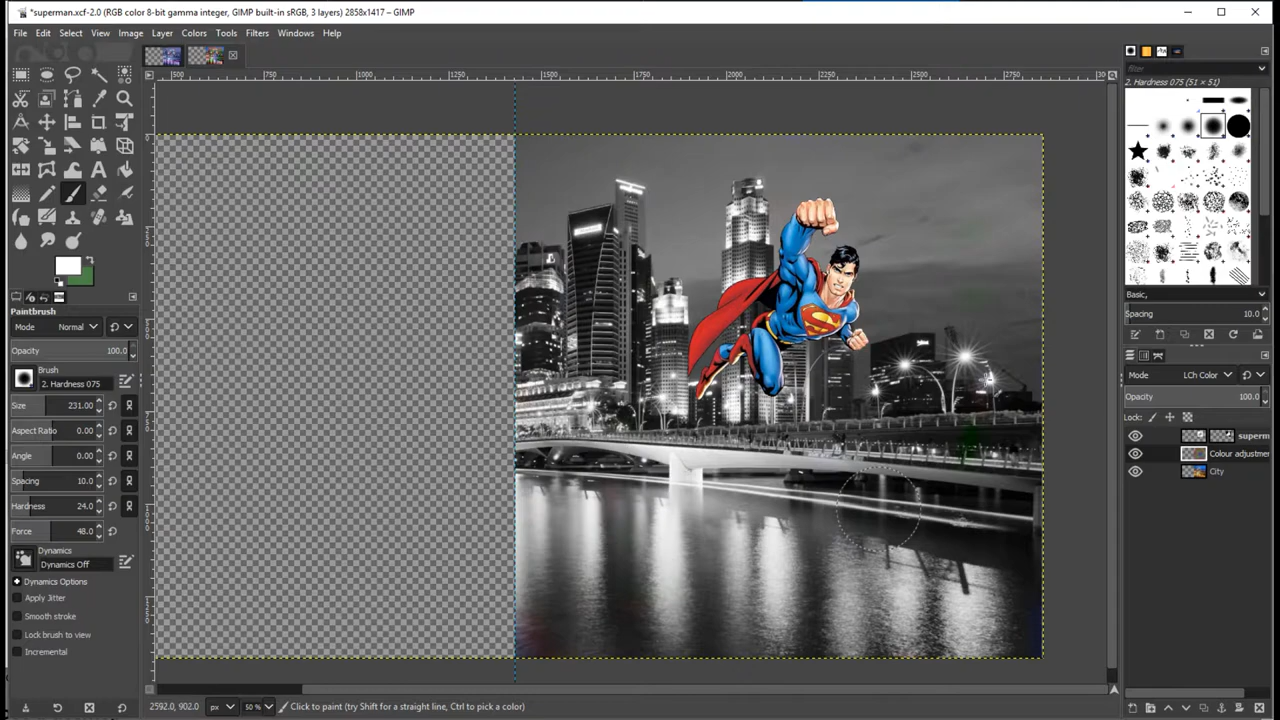 *superman.xcf-2.0 (RGB color 8-bit gamma integer, GIMP built-in sRGB, 3 layers) 2858x1417 – GIMP
File Edit Select View Image Layer Colors Tools Filters Windows Help
500 750 1000 1250 1500 1750 2000 2250 2500 2750
filter
2. Hardness 075 (51 × 51)
Paintbrush
Mode Normal
Opacity 100.0
Brush
2. Hardness 075
Size 231.00
Aspect Ratio 0.00
Angle 0.00
Spacing 10.0
Hardness 24.0
Force 48.0
Dynamics
Dynamics Off
Dynamics Options
Apply Jitter
Smooth stroke
Lock brush to view
Incremental
Basic,
Spacing 10.0
Mode LCh Color
Opacity 100.0
Lock:
superm
Colour adjustme
City
2592.0, 902.0 px 50 % Click to paint (try Shift for a straight line, Ctrl to pick a color)